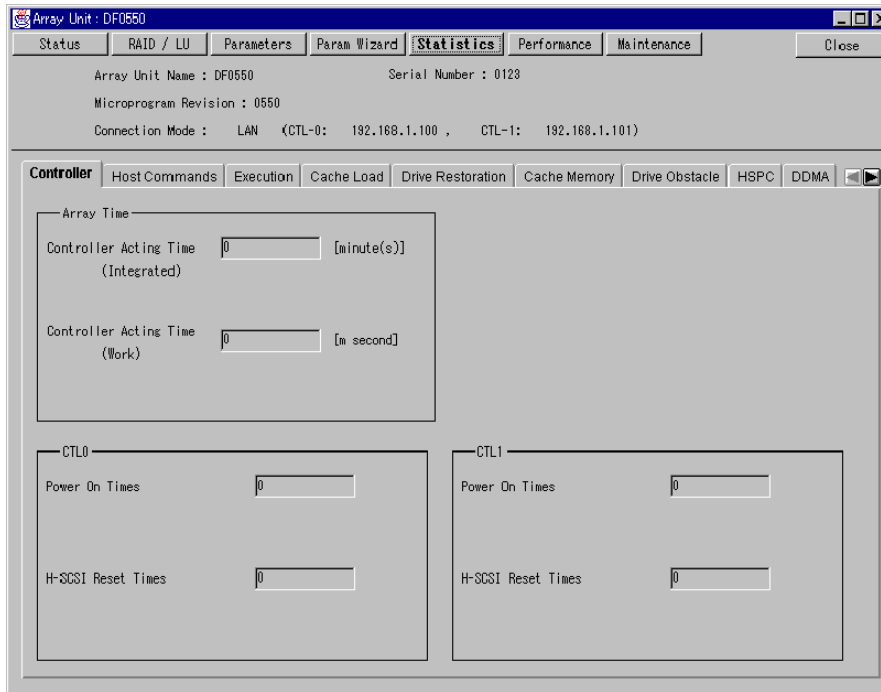 Array Unit : DF0550
Status RAID / LU Parameters Param Wizard Statistics Performance Maintenance Close
Array Unit Name : DF0550 Serial Number : 0123
Microprogram Revision : 0550
Connection Mode : LAN (CTL-0: 192.168.1.100 , CTL-1: 192.168.1.101)
Controller Host Commands Execution Cache Load Drive Restoration Cache Memory Drive Obstacle HSPC DDMA
Array Time
Controller Acting Time 0 [minute(s)]
(Integrated)
Controller Acting Time 0 [m second]
(Work)
CTL0 CTL1
Power On Times 0 Power On Times 0
H-SCSI Reset Times 0 H-SCSI Reset Times 0